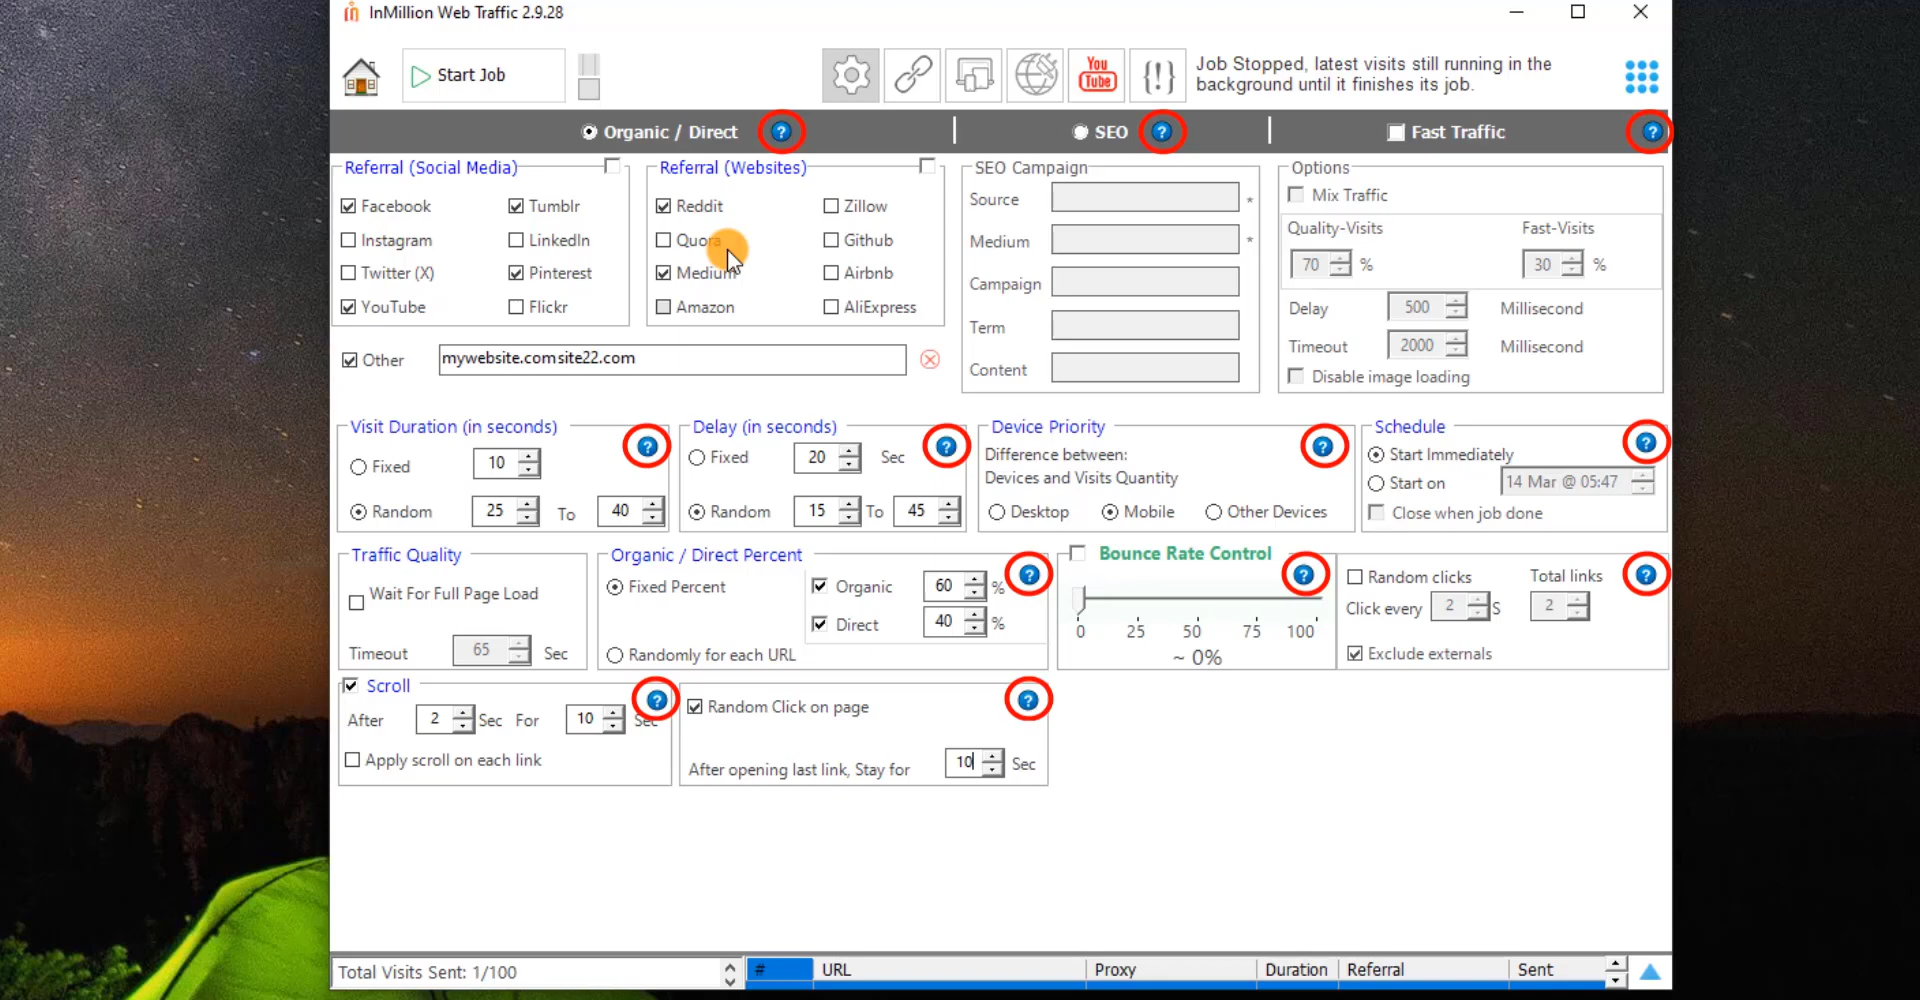 InMillion Web Traffic 2.9.28
Start Job
You
Tube
{!}
Job Stopped, latest visits still running in the
background until it finishes its job.
Organic / Direct ?
SEO ?
Fast Traffic ?
Referral (Social Media)
Facebook Tumblr
Instagram LinkedIn
Twitter (X) Pinterest
YouTube Flickr
Referral (Websites)
Reddit Zillow
Quora Github
Medium Airbnb
Amazon AliExpress
Other mywebsite.comsite22.com
SEO Campaign
Source *
Medium *
Campaign
Term
Content
Options
Mix Traffic
Quality-Visits Fast-Visits
70 % 30 %
Delay 500 Millisecond
Timeout 2000 Millisecond
Disable image loading
Visit Duration (in seconds) ?
Fixed 10
Random 25 To 40
Delay (in seconds) ?
Fixed 20 Sec
Random 15 To 45
Device Priority ?
Difference between:
Devices and Visits Quantity
Desktop Mobile Other Devices
Schedule ?
Start Immediately
Start on 14 Mar @ 05:47
Close when job done
Traffic Quality
Wait For Full Page Load
Timeout 65 Sec
Organic / Direct Percent ?
Fixed Percent Organic 60 %
Direct 40 %
Randomly for each URL
Bounce Rate Control ?
0 25 50 75 100
~ 0%
Random clicks Total links ?
Click every 2 S 2
Exclude externals
Scroll ?
After 2 Sec For 10 Sec
Apply scroll on each link
Random Click on page ?
After opening last link, Stay for 10 Sec
Total Visits Sent: 1/100
# URL Proxy Duration Referral Sent